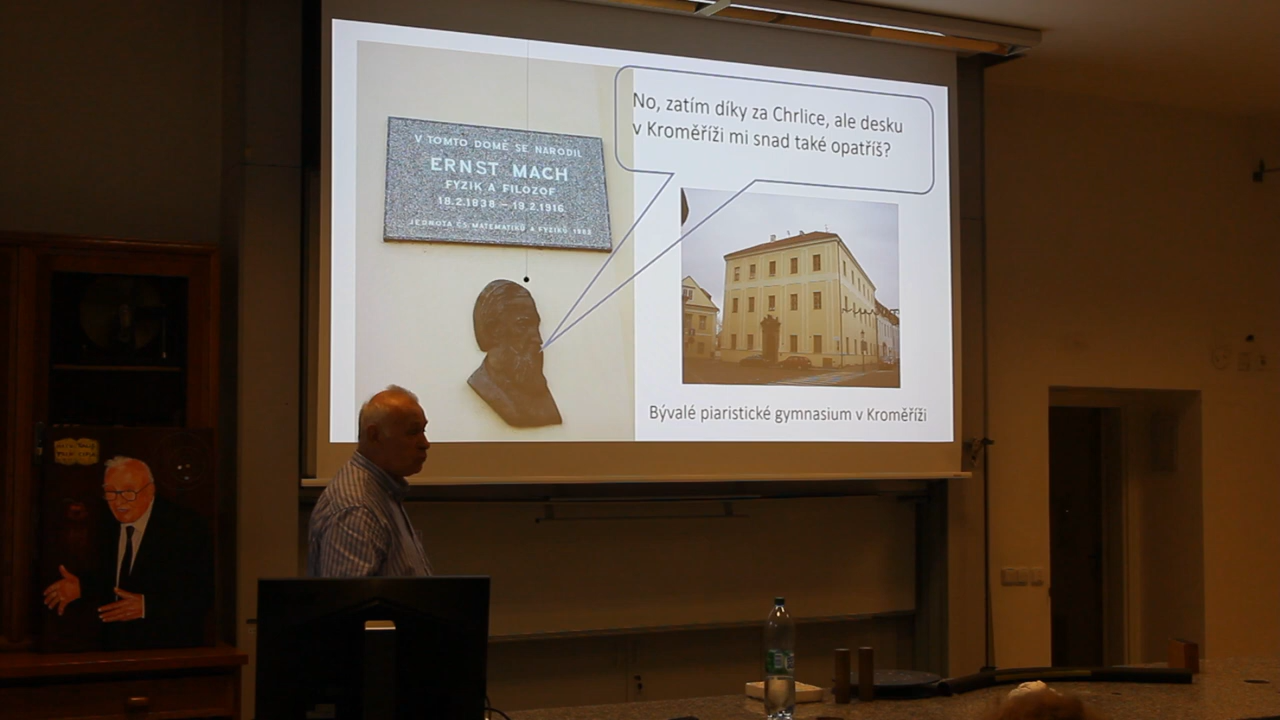 No, zatím díky za Chrlice, ale desku
v Kroměříži mi snad také opatříš?
V TOMTO DOMĚ SE NARODIL
ERNST MACH
FYZIK A FILOZOF
18.2.1838 – 19.2.1916
JEDNOTA ČS MATEMATIKŮ A FYZIKŮ 1988
Bývalé piaristické gymnasium v Kroměříži